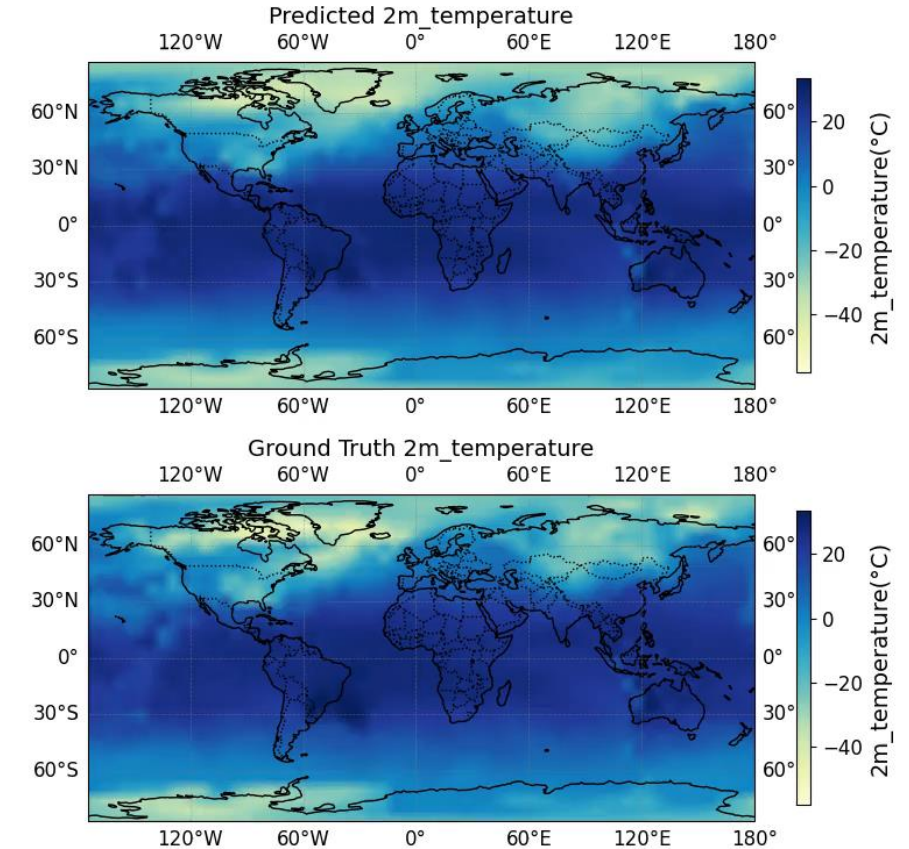 Predicted 2m_temperature
120°W 60°W 0° 60°E 120°E 180°
60°N 60° 20
30°N 30° 0
0° 0° −20
30°S 30° −40
60°S 60°
2m_temperature(°C)
120°W 60°W 0° 60°E 120°E 180°
Ground Truth 2m_temperature
120°W 60°W 0° 60°E 120°E 180°
60°N 60° 20
30°N 30° 0
0° 0° −20
30°S 30° −40
60°S 60°
2m_temperature(°C)
120°W 60°W 0° 60°E 120°E 180°